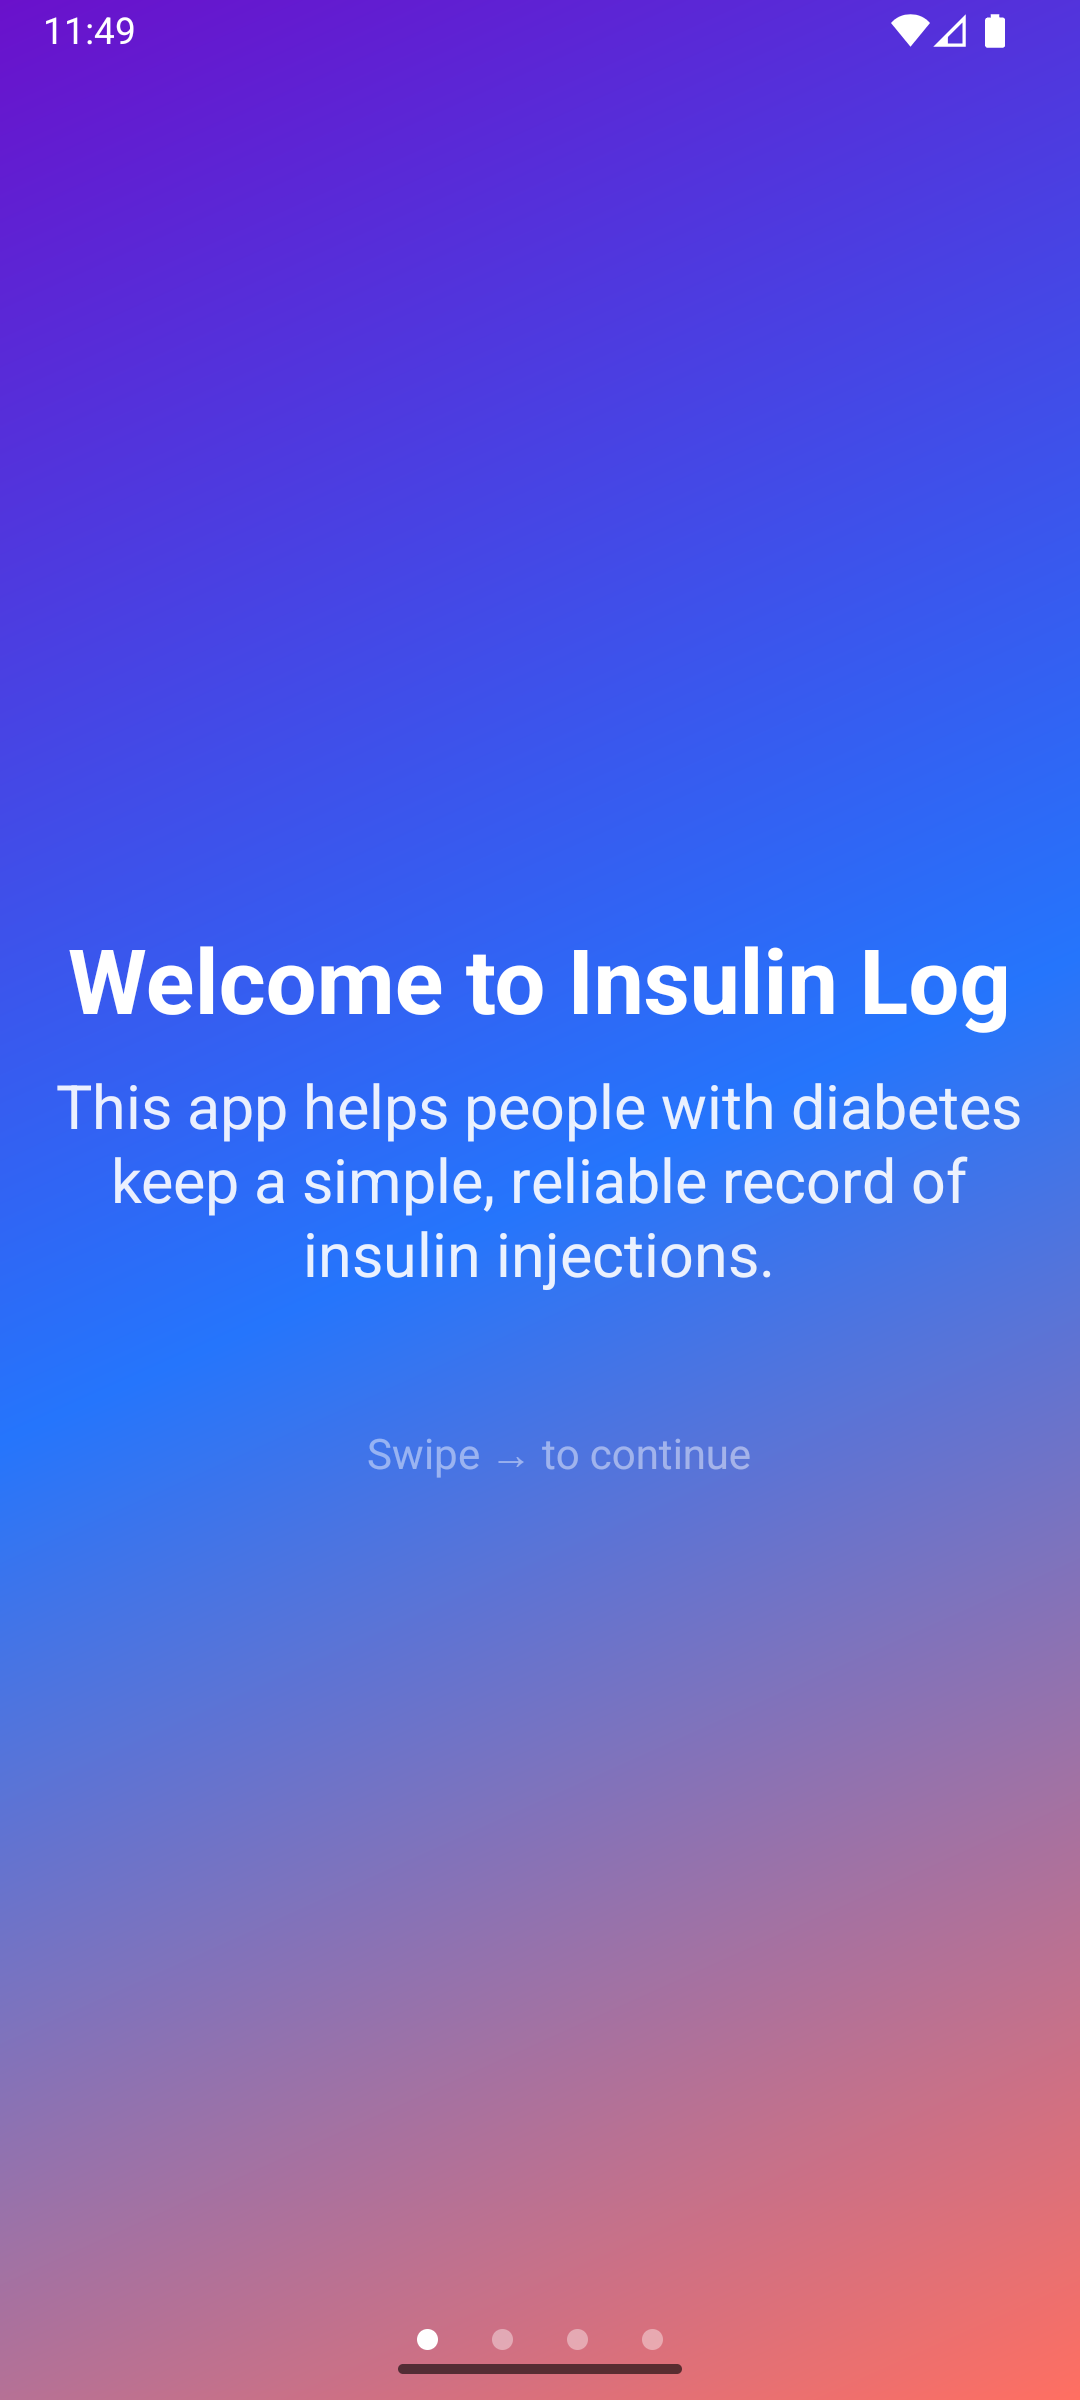 11:49
Welcome to Insulin Log
This app helps people with diabetes
keep a simple, reliable record of
insulin injections.
Swipe → to continue